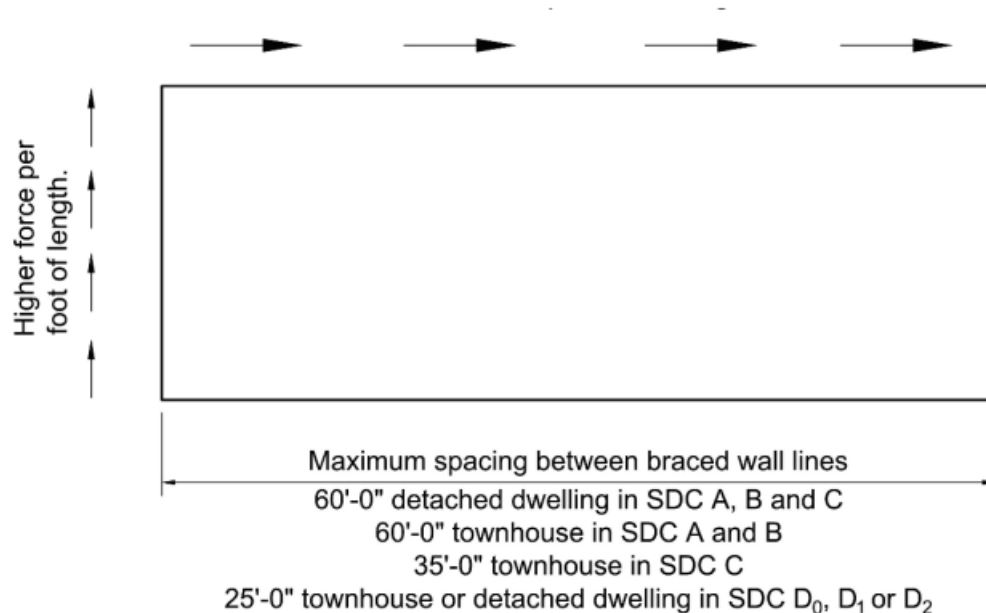 Higher force per
foot of length.
Maximum spacing between braced wall lines
60'-0" detached dwelling in SDC A, B and C
60'-0" townhouse in SDC A and B
35'-0" townhouse in SDC C
25'-0" townhouse or detached dwelling in SDC D₀, D₁ or D₂